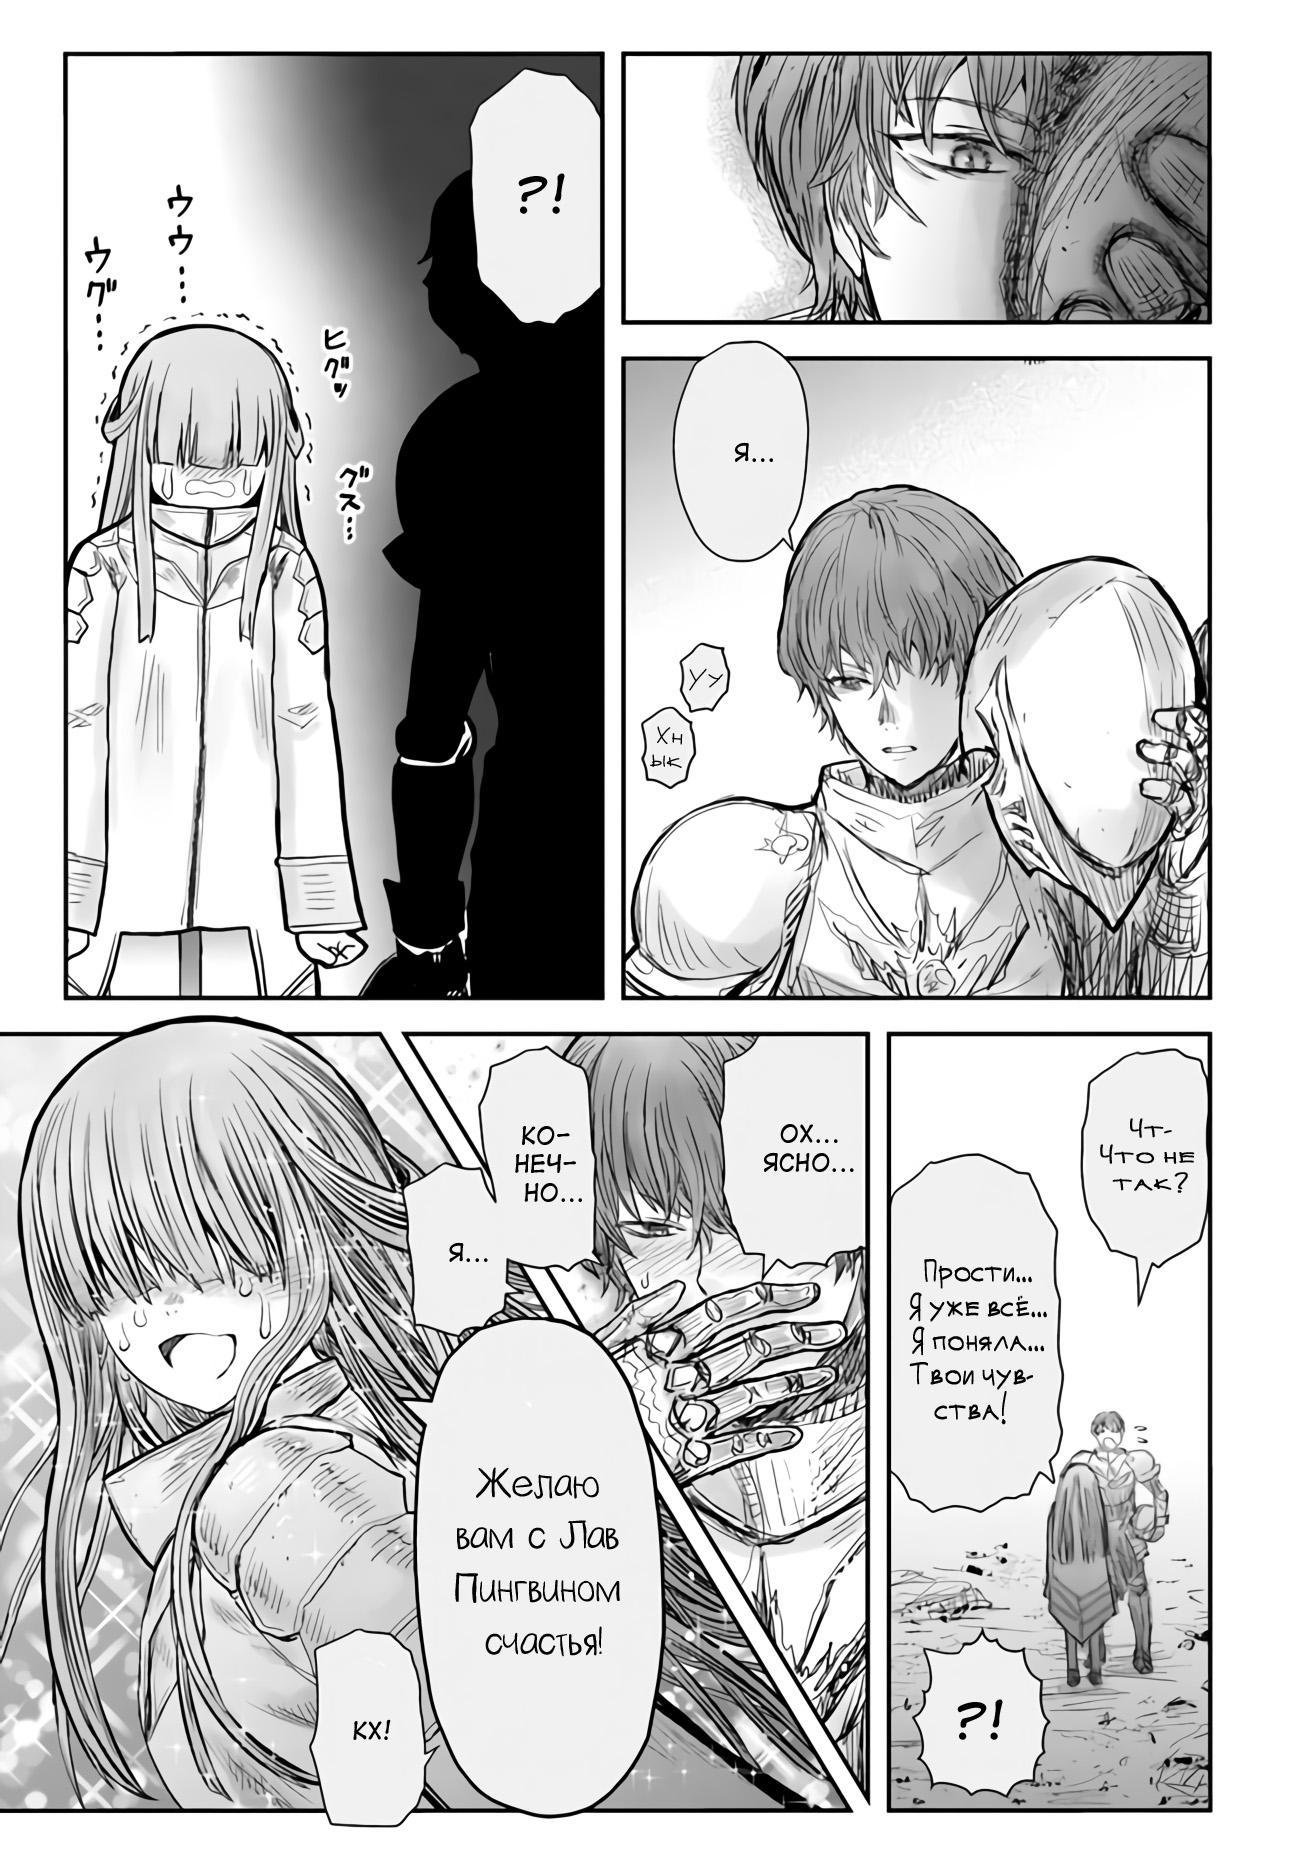 Я...
УУ
ХН
ЫК
?!
ウウ…
ウグ…
ヒグッ
グス…
ЧТ-
ЧТО НЕ
ТАК?
ПРОСТИ...
Я УЖЕ ВСЁ...
Я ПОНЯЛА...
ТВОИ ЧУВ-
СТВА!
?!
ОХ...
ЯСНО...
КО-
НЕЧ-
НО...
Я...
ЖЕЛАЮ
ВАМ С ЛАВ
ПИНГВИНОМ
СЧАСТЬЯ!
КХ!